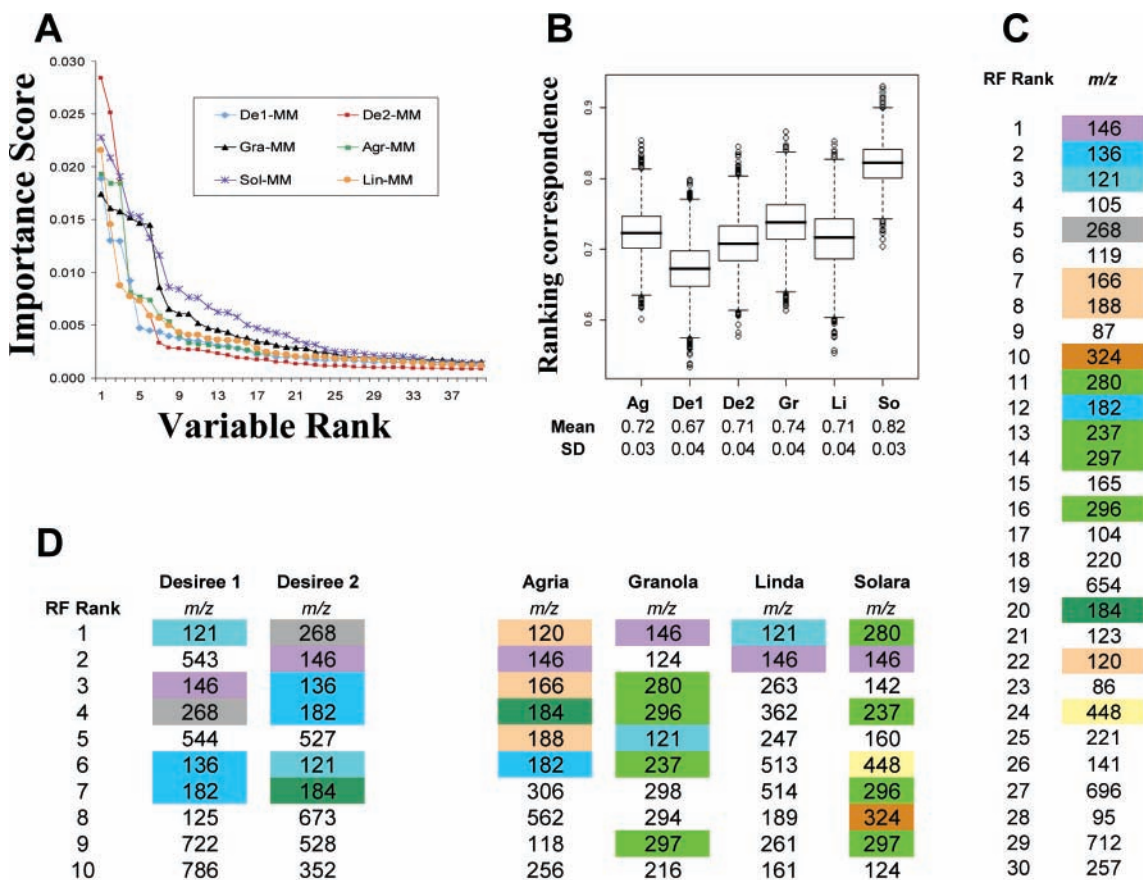 A
0.030
0.025
0.020
0.015
0.010
0.005
0.000
Importance Score
De1-MM De2-MM
Gra-MM Agr-MM
Sol-MM Lin-MM
1 5 9 13 17 21 25 29 33 37
Variable Rank
B
0.9
0.8
0.7
0.6
Ranking correspondence
Ag De1 De2 Gr Li So
Mean 0.72 0.67 0.71 0.74 0.71 0.82
SD 0.03 0.04 0.04 0.04 0.04 0.03
C
RF Rank m/z
1 146
2 136
3 121
4 105
5 268
6 119
7 166
8 188
9 87
10 324
11 280
12 182
13 237
14 297
15 165
16 296
17 104
18 220
19 654
20 184
21 123
22 120
23 86
24 448
25 221
26 141
27 696
28 95
29 712
30 257
D
Desiree 1 Desiree 2 Agria Granola Linda Solara
RF Rank m/z m/z m/z m/z m/z m/z
1 121 268 120 146 121 280
2 543 146 146 124 146 146
3 146 136 166 280 263 142
4 268 182 184 296 362 237
5 544 527 188 121 247 160
6 136 121 182 237 513 448
7 182 184 306 298 514 296
8 125 673 562 294 189 324
9 722 528 118 297 261 297
10 786 352 256 216 161 124